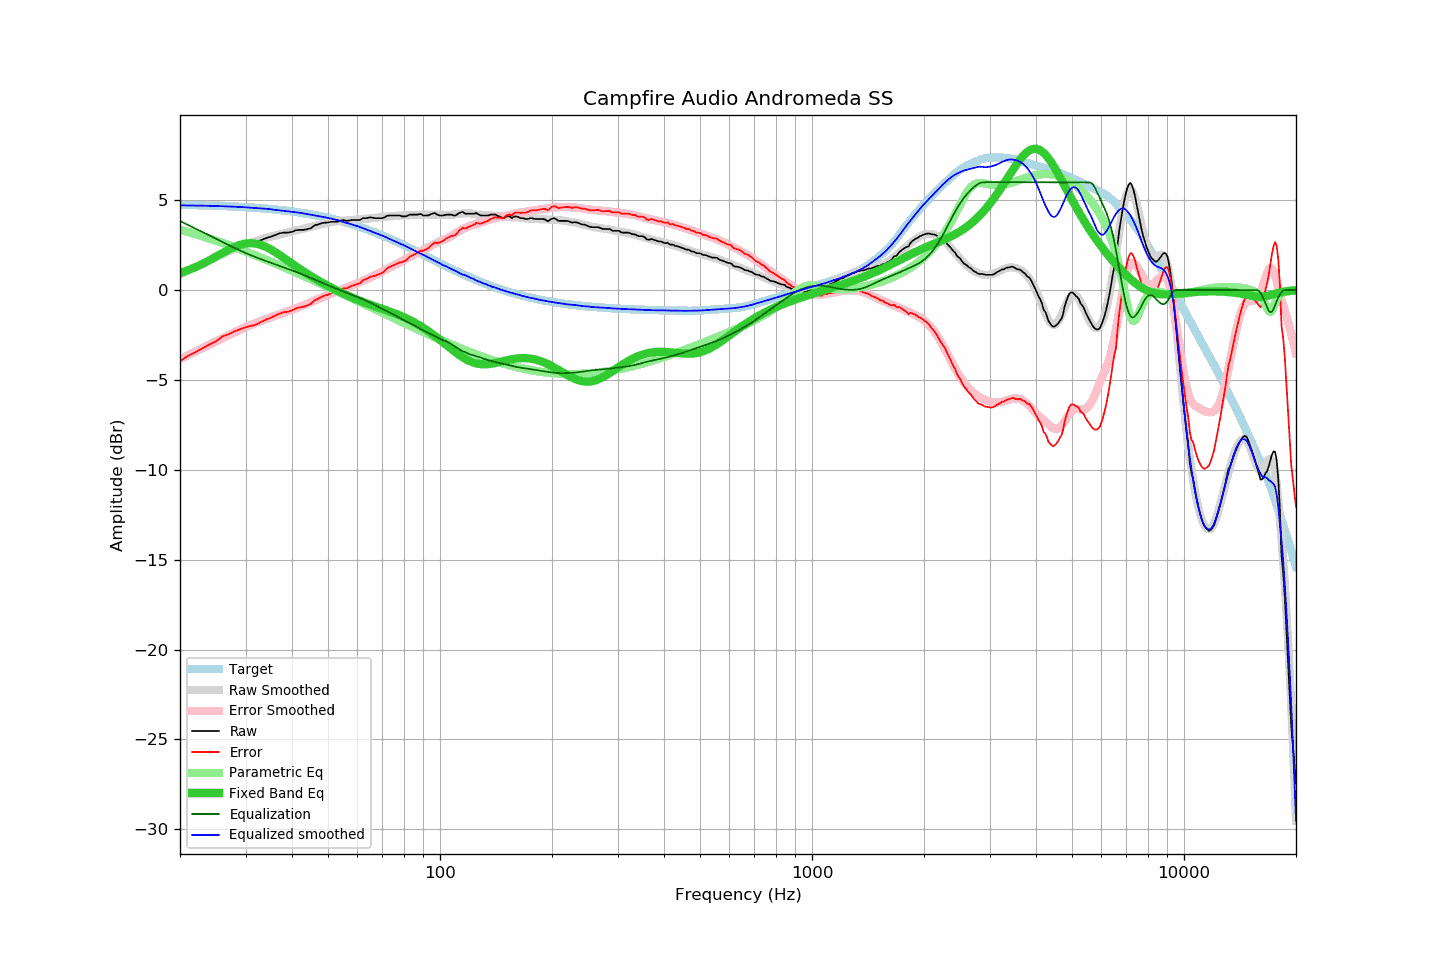 Campfire Audio Andromeda SS
Amplitude (dBr)
5
0
−5
−10
−15
−20
−25
−30
Target
Raw Smoothed
Error Smoothed
Raw
Error
Parametric Eq
Fixed Band Eq
Equalization
Equalized smoothed
100
1000
10000
Frequency (Hz)